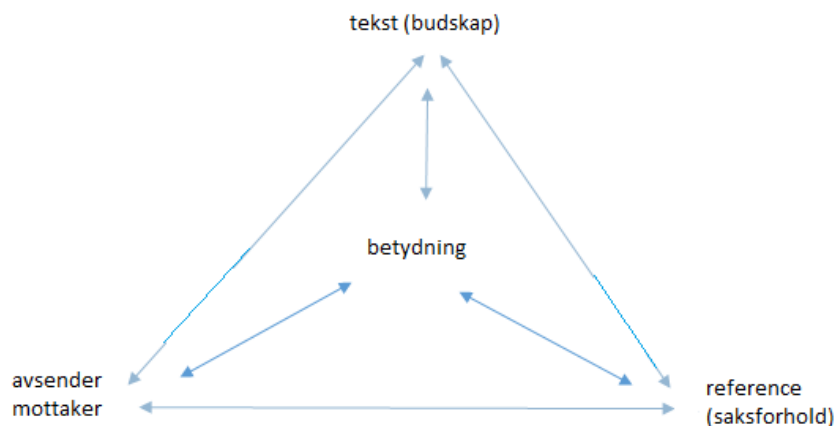 tekst (budskap)
betydning
avsender
mottaker
reference
(saksforhold)